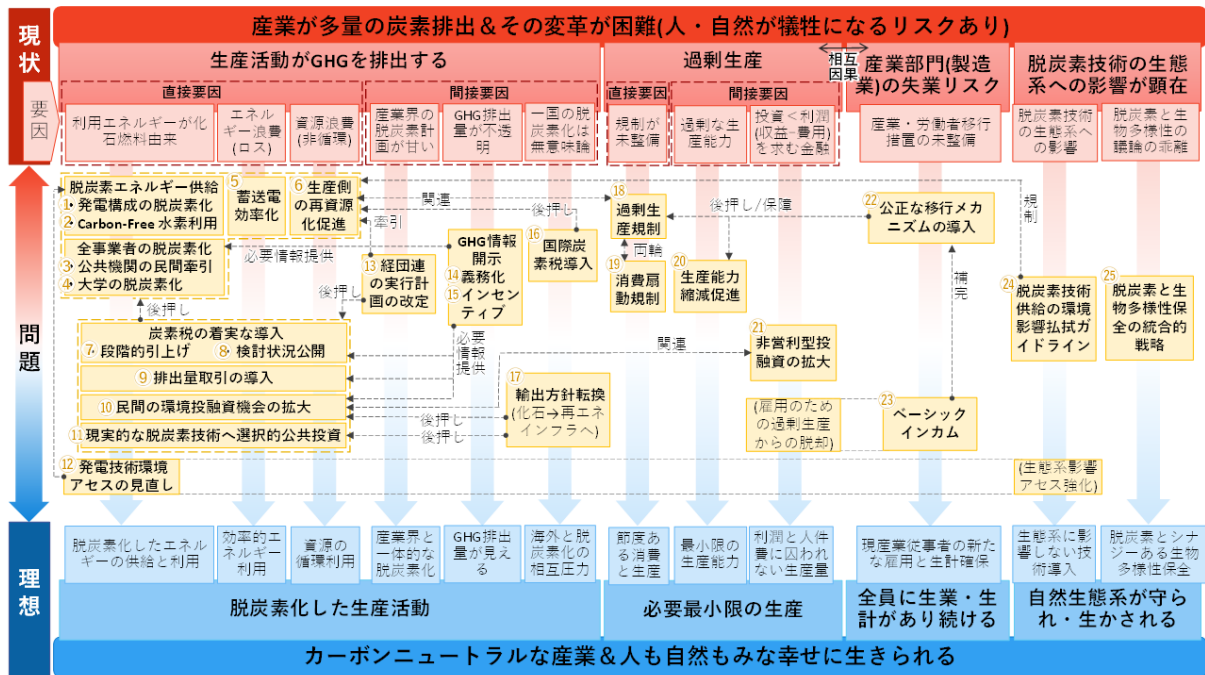 現状
産業が多量の炭素排出＆その変革が困難(人・自然が犠牲になるリスクあり)
生産活動がGHGを排出する
過剰生産
相互
因果
産業部門(製造
業)の失業リスク
脱炭素技術の生態
系への影響が顕在
要因
直接要因
間接要因
直接要因
間接要因
利用エネルギーが化
石燃料由来
エネル
ギー浪費
(ロス)
資源浪費
(非循環)
産業界の
脱炭素計
画が甘い
GHG排出
量が不透
明
一国の脱
炭素化は
無意味論
規制が
未整備
過剰な生
産能力
投資＜利潤
(収益−費用)
を求む金融
産業・労働者移行
措置の未整備
脱炭素技術
の生態系へ
の影響
脱炭素と生
物多様性の
議論の乖離
問題
脱炭素エネルギー供給
1・発電構成の脱炭素化
2・Carbon-Free 水素利用
5
蓄送電
効率化
6 生産側
の再資源
化促進
全事業者の脱炭素化
3・公共機関の民間牽引
4・大学の脱炭素化
関連
牽引
後押し
必要情報提供
後押し
後押し
13 経団連
の実行計
画の改定
GHG情報
開示
14・義務化
15・インセン
ティブ
16
国際炭
素税導入
18
過剰生
産規制
両輪
19
消費扇
動規制
後押し/保障
20
生産能力
縮減促進
22
公正な移行メカ
ニズムの導入
補完
規制
24
脱炭素技術
供給の環境
影響払拭ガ
イドライン
25
脱炭素と生
物多様性保
全の統合的
戦略
炭素税の着実な導入
7・段階的引上げ 8・検討状況公開
9・排出量取引の導入
10・民間の環境投融資機会の拡大
11・現実的な脱炭素技術へ選択的公共投資
必要
情報
提供
関連
後押し
後押し
17
輸出方針転換
(化石→再エネ
インフラへ)
21
非営利型投
融資の拡大
(雇用のため
の過剰生産
からの脱却)
23
ベーシック
インカム
12
発電技術環境
アセスの見直し
(生態系影響
アセス強化)
理想
脱炭素化したエネル
ギーの供給と利用
効率的エ
ネルギー
利用
資源の
循環利用
産業界と
一体的な
脱炭素化
GHG排出
量が見え
る
海外と脱
炭素化の
相互圧力
節度あ
る消費
と生産
最小限の
生産能力
利潤と人件
費に囚われ
ない生産量
現産業従事者の新た
な雇用と生計確保
生態系に影
響しない技
術導入
脱炭素とシナ
ジーある生物
多様性保全
脱炭素化した生産活動
必要最小限の生産
全員に生業・生
計があり続ける
自然生態系が守ら
れ・生かされる
カーボンニュートラルな産業＆人も自然もみな幸せに生きられる